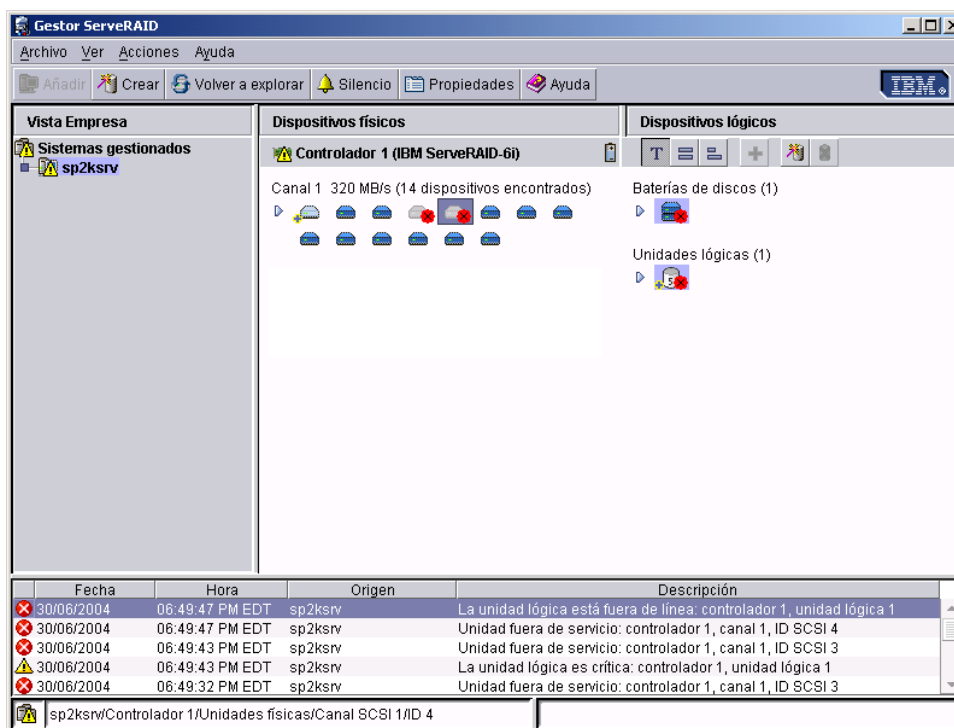 Gestor ServeRAID
Archivo Ver Acciones Ayuda
Añadir Crear Volver a explorar Silencio Propiedades Ayuda IBM
Vista Empresa
Sistemas gestionados
sp2ksrv
Dispositivos físicos
Controlador 1 (IBM ServeRAID-6i)
Canal 1 320 MB/s (14 dispositivos encontrados)
Dispositivos lógicos
T
Baterías de discos (1)
Unidades lógicas (1)
5
Fecha Hora Origen Descripción
30/06/2004 06:49:47 PM EDT sp2ksrv La unidad lógica está fuera de línea: controlador 1, unidad lógica 1
30/06/2004 06:49:47 PM EDT sp2ksrv Unidad fuera de servicio: controlador 1, canal 1, ID SCSI 4
30/06/2004 06:49:43 PM EDT sp2ksrv Unidad fuera de servicio: controlador 1, canal 1, ID SCSI 3
30/06/2004 06:49:43 PM EDT sp2ksrv La unidad lógica es crítica: controlador 1, unidad lógica 1
30/06/2004 06:49:32 PM EDT sp2ksrv Unidad fuera de servicio: controlador 1, canal 1, ID SCSI 3
sp2ksrv/Controlador 1/Unidades físicas/Canal SCSI 1/ID 4